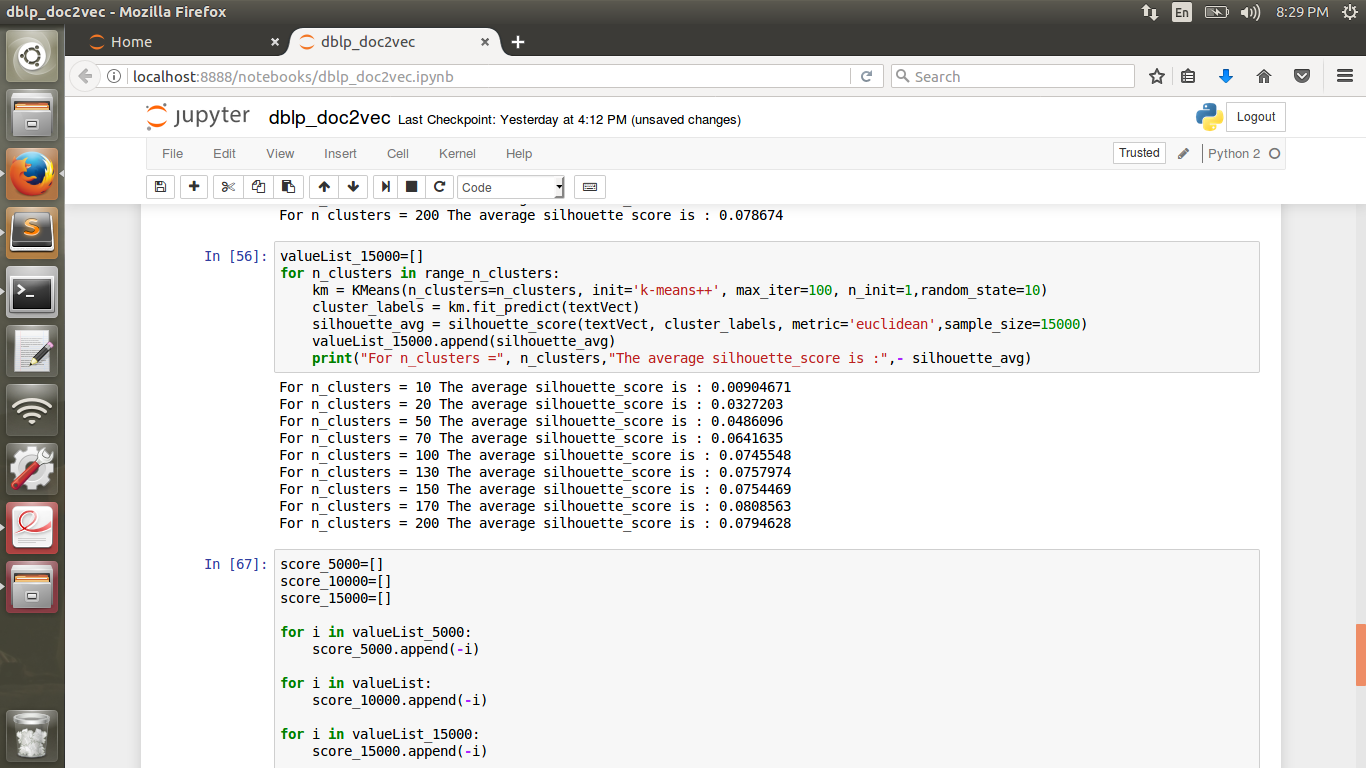 dblp_doc2vec - Mozilla Firefox
En
8:29 PM
Home
dblp_doc2vec
localhost:8888/notebooks/dblp_doc2vec.ipynb
Search
jupyter dblp_doc2vec Last Checkpoint: Yesterday at 4:12 PM (unsaved changes)
Logout
File Edit View Insert Cell Kernel Help
Trusted
Python 2
Code
For n clusters = 200 The average silhouette score is : 0.078674
In [56]:
valueList_15000=[]
for n_clusters in range_n_clusters:
    km = KMeans(n_clusters=n_clusters, init='k-means++', max_iter=100, n_init=1,random_state=10)
    cluster_labels = km.fit_predict(textVect)
    silhouette_avg = silhouette_score(textVect, cluster_labels, metric='euclidean',sample_size=15000)
    valueList_15000.append(silhouette_avg)
    print("For n_clusters =", n_clusters,"The average silhouette_score is :",- silhouette_avg)
For n_clusters = 10 The average silhouette_score is : 0.00904671
For n_clusters = 20 The average silhouette_score is : 0.0327203
For n_clusters = 50 The average silhouette_score is : 0.0486096
For n_clusters = 70 The average silhouette_score is : 0.0641635
For n_clusters = 100 The average silhouette_score is : 0.0745548
For n_clusters = 130 The average silhouette_score is : 0.0757974
For n_clusters = 150 The average silhouette_score is : 0.0754469
For n_clusters = 170 The average silhouette_score is : 0.0808563
For n_clusters = 200 The average silhouette_score is : 0.0794628
In [67]:
score_5000=[]
score_10000=[]
score_15000=[]
for i in valueList_5000:
    score_5000.append(-i)
for i in valueList:
    score_10000.append(-i)
for i in valueList_15000:
    score_15000.append(-i)